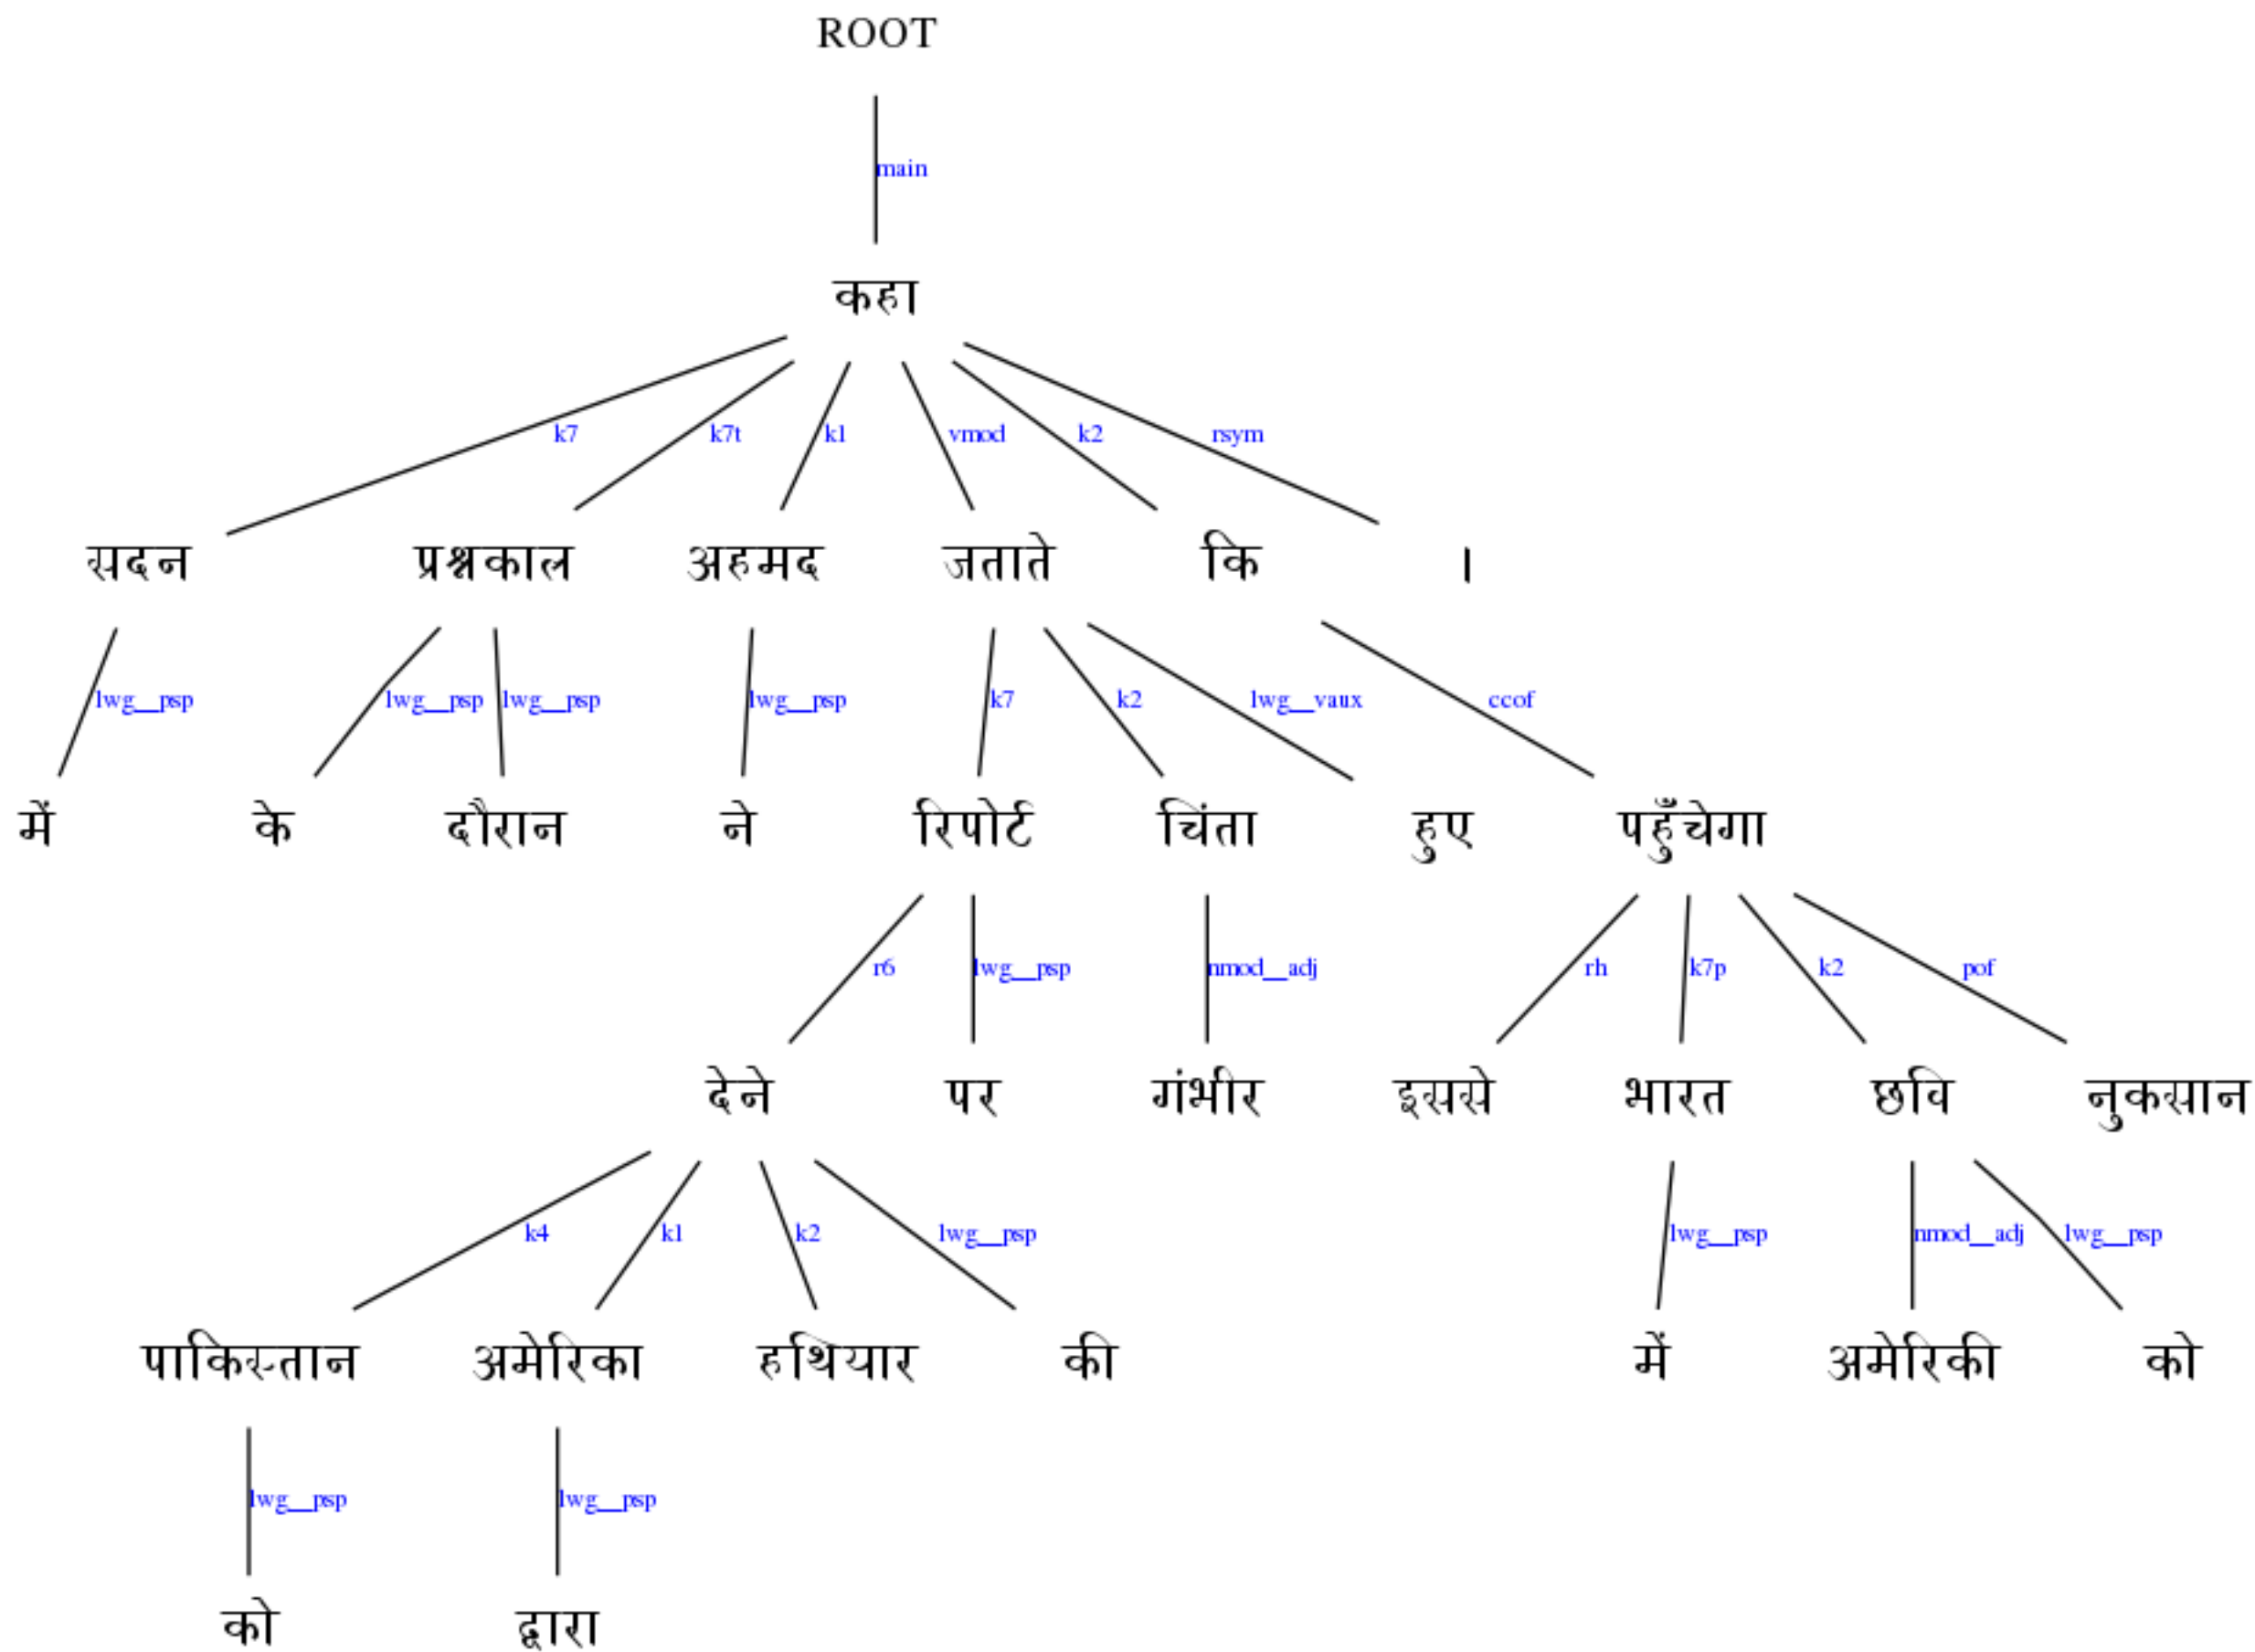 ROOT
main
कहा
k7 k7t k1 vmod k2 rsym
सदन प्रश्नकाल अहमद जताते कि ।
lwg__psp lwg__psp lwg__psp lwg__psp k7 k2 lwg__vaux ccof
में के दौरान ने रिपोर्ट चिंता हुए पहुँचेगा
r6 lwg__psp nmod__adj rh k7p k2 pof
देने पर गंभीर इससे भारत छवि नुकसान
k4 k1 k2 lwg__psp lwg__psp nmod__adj lwg__psp
पाकिस्तान अमेरिका हथियार की में अमेरिकी को
lwg__psp lwg__psp
को द्वारा